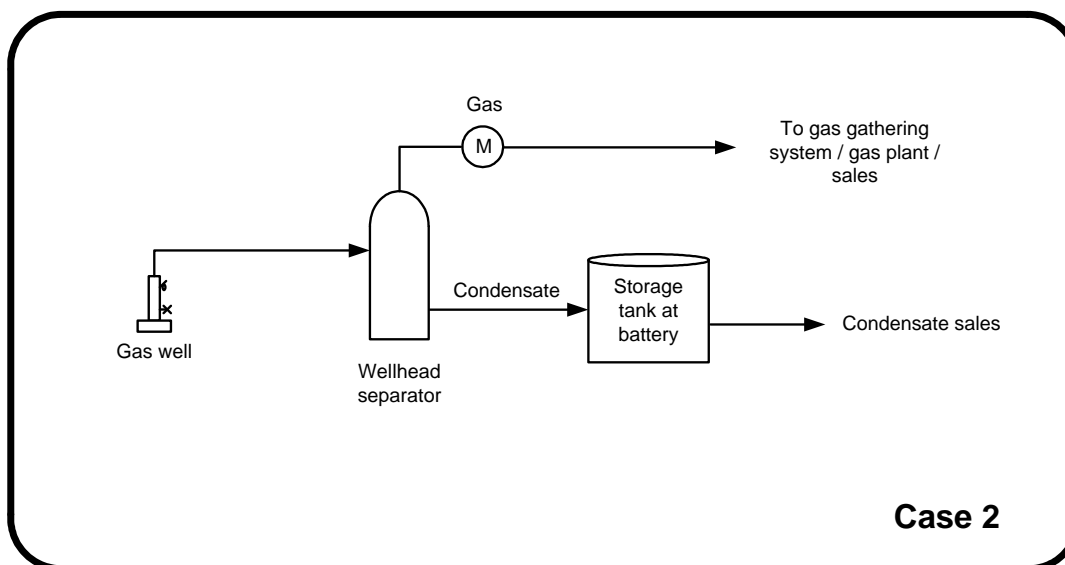 Gas
M
To gas gathering
system / gas plant /
sales
Condensate
Storage
tank at
battery
Condensate sales
Gas well
Wellhead
separator
Case 2